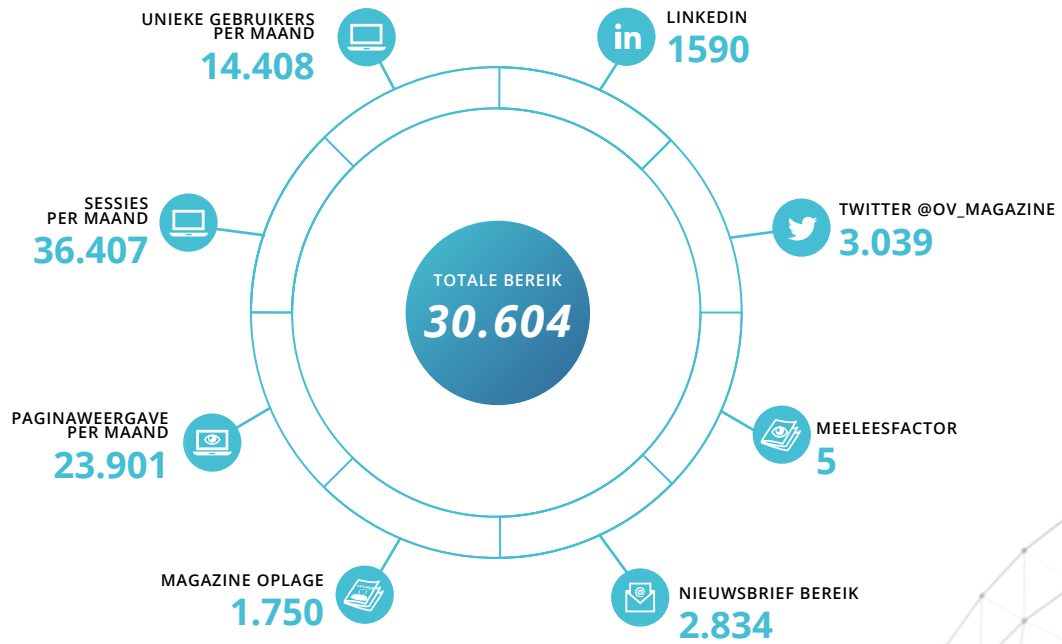 UNIEKE GEBRUIKERS
PER MAAND
14.408
LINKEDIN
1590
SESSIES
PER MAAND
36.407
TWITTER @OV_MAGAZINE
3.039
TOTALE BEREIK
30.604
PAGINAWEERGAVE
PER MAAND
23.901
MEELEESFACTOR
5
MAGAZINE OPLAGE
1.750
NIEUWSBRIEF BEREIK
2.834